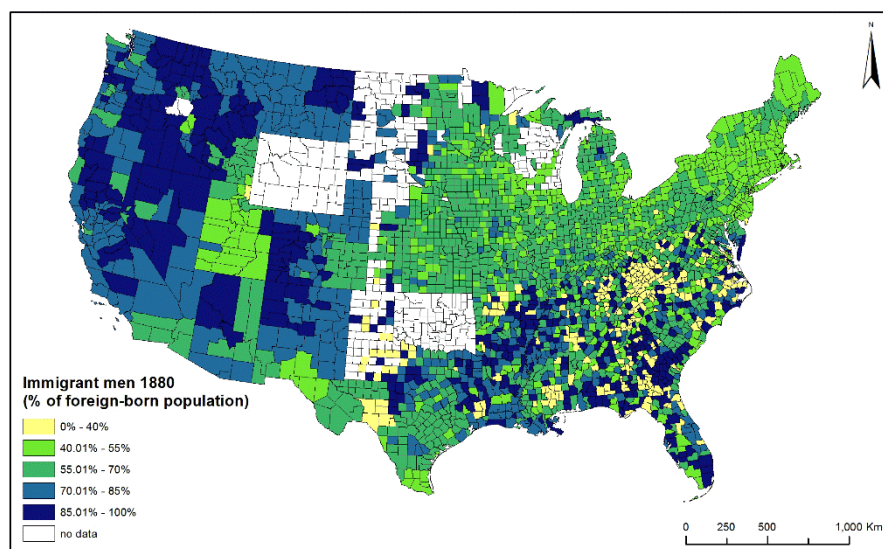 N
Immigrant men 1880
(% of foreign-born population)
0% - 40%
40.01% - 55%
55.01% - 70%
70.01% - 85%
85.01% - 100%
no data
0 250 500 1,000 Km